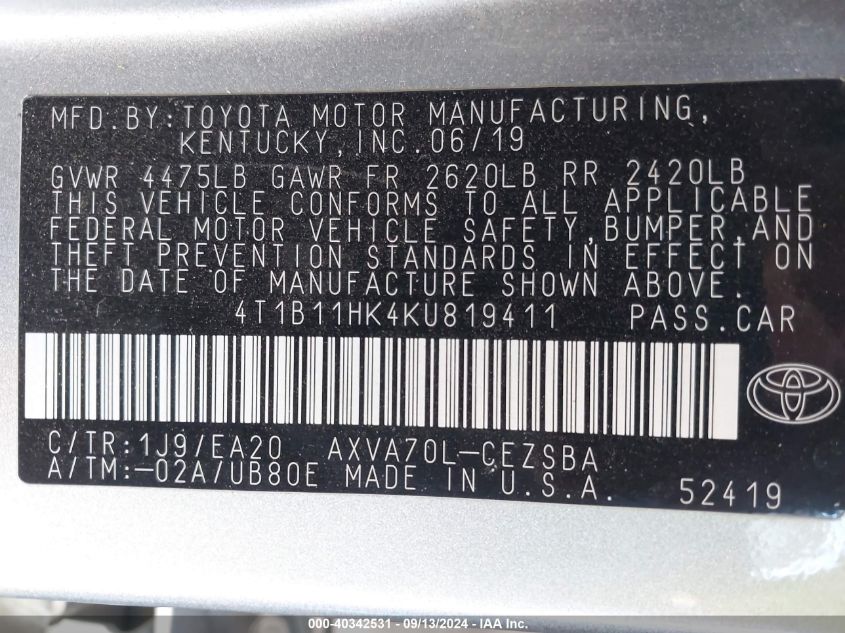 MFD.BY:TOYOTA MOTOR MANUFACTURING,
KENTUCKY,INC.06/19
GVWR 4475LB GAWR FR 2620LB RR 2420LB
THIS VEHICLE CONFORMS TO ALL APPLICABLE
FEDERAL MOTOR VEHICLE SAFETY,BUMPER,AND
THEFT PREVENTION STANDARDS IN EFFECT ON
THE DATE OF MANUFACTURE SHOWN ABOVE.
4T1B11HK4KU819411 PASS.CAR
C/TR:1J9/EA20 AXVA70L-CEZSBA
A/TM:-02A/UB80E MADE IN U.S.A. 52419
000-40342531 - 09/13/2024 - IAA Inc.